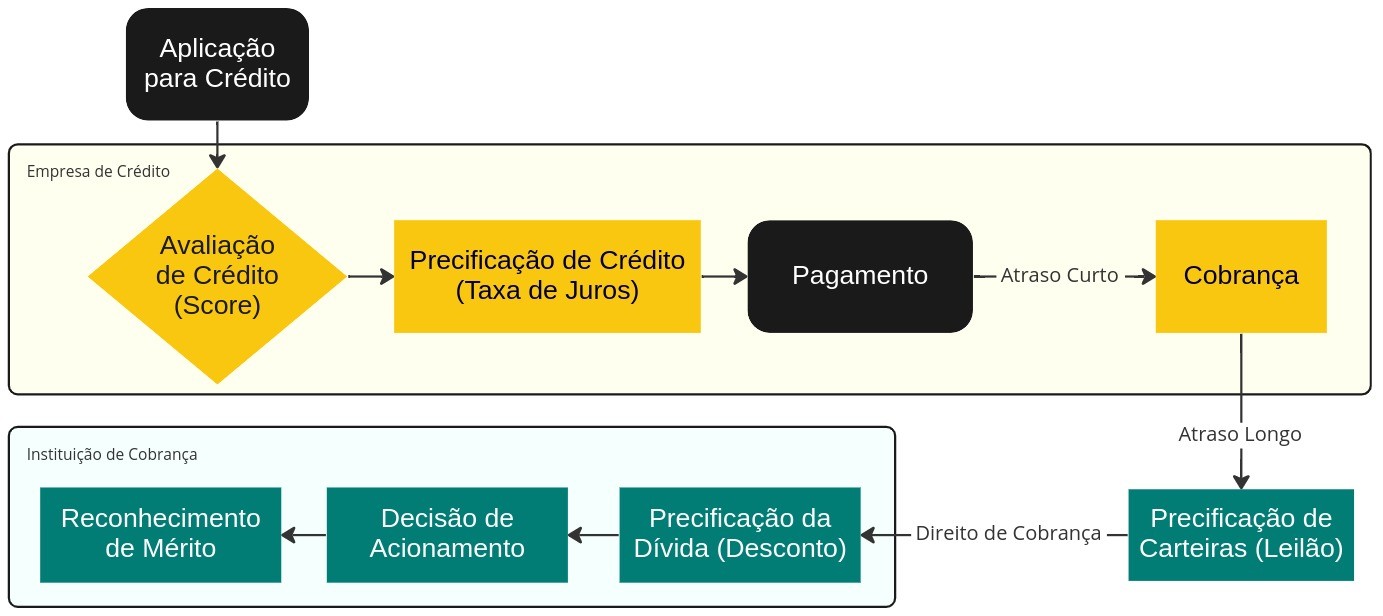 Aplicação
para Crédito
Empresa de Crédito
Avaliação
de Crédito
(Score)
Precificação de Crédito
(Taxa de Juros)
Pagamento
Atraso Curto
Cobrança
Atraso Longo
Precificação de
Carteiras (Leilão)
Direito de Cobrança
Instituição de Cobrança
Precificação da
Dívida (Desconto)
Decisão de
Acionamento
Reconhecimento
de Mérito